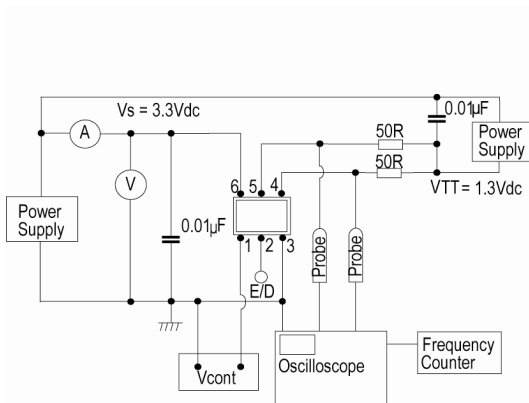 Vs = 3.3Vdc
0.01µF
A
50R
Power
Supply
50R
V
VTT = 1.3Vdc
6 5 4
Power
Supply
0.01µF
1 2 3
E/D
Probe
Probe
Vcont
Oscilloscope
Frequency
Counter